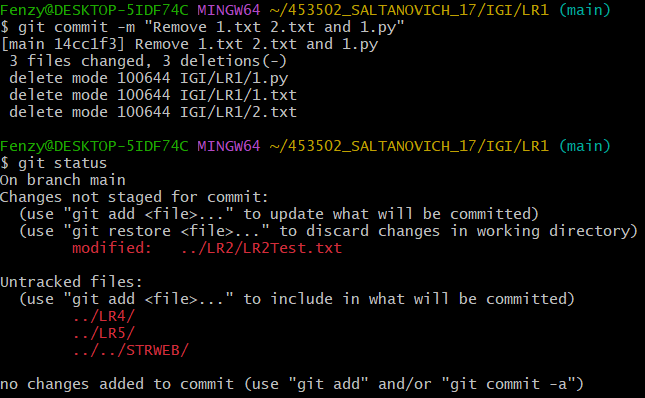 Fenzy@DESKTOP-5IDF74C MINGW64 ~/453502_SALTANOVICH_17/IGI/LR1 (main)
$ git commit -m "Remove 1.txt 2.txt and 1.py"
[main 14cc1f3] Remove 1.txt 2.txt and 1.py
 3 files changed, 3 deletions(-)
 delete mode 100644 IGI/LR1/1.py
 delete mode 100644 IGI/LR1/1.txt
 delete mode 100644 IGI/LR1/2.txt

Fenzy@DESKTOP-5IDF74C MINGW64 ~/453502_SALTANOVICH_17/IGI/LR1 (main)
$ git status
On branch main
Changes not staged for commit:
  (use "git add <file>..." to update what will be committed)
  (use "git restore <file>..." to discard changes in working directory)
        modified:   ../LR2/LR2Test.txt

Untracked files:
  (use "git add <file>..." to include in what will be committed)
        ../LR4/
        ../LR5/
        ../../STRWEB/

no changes added to commit (use "git add" and/or "git commit -a")